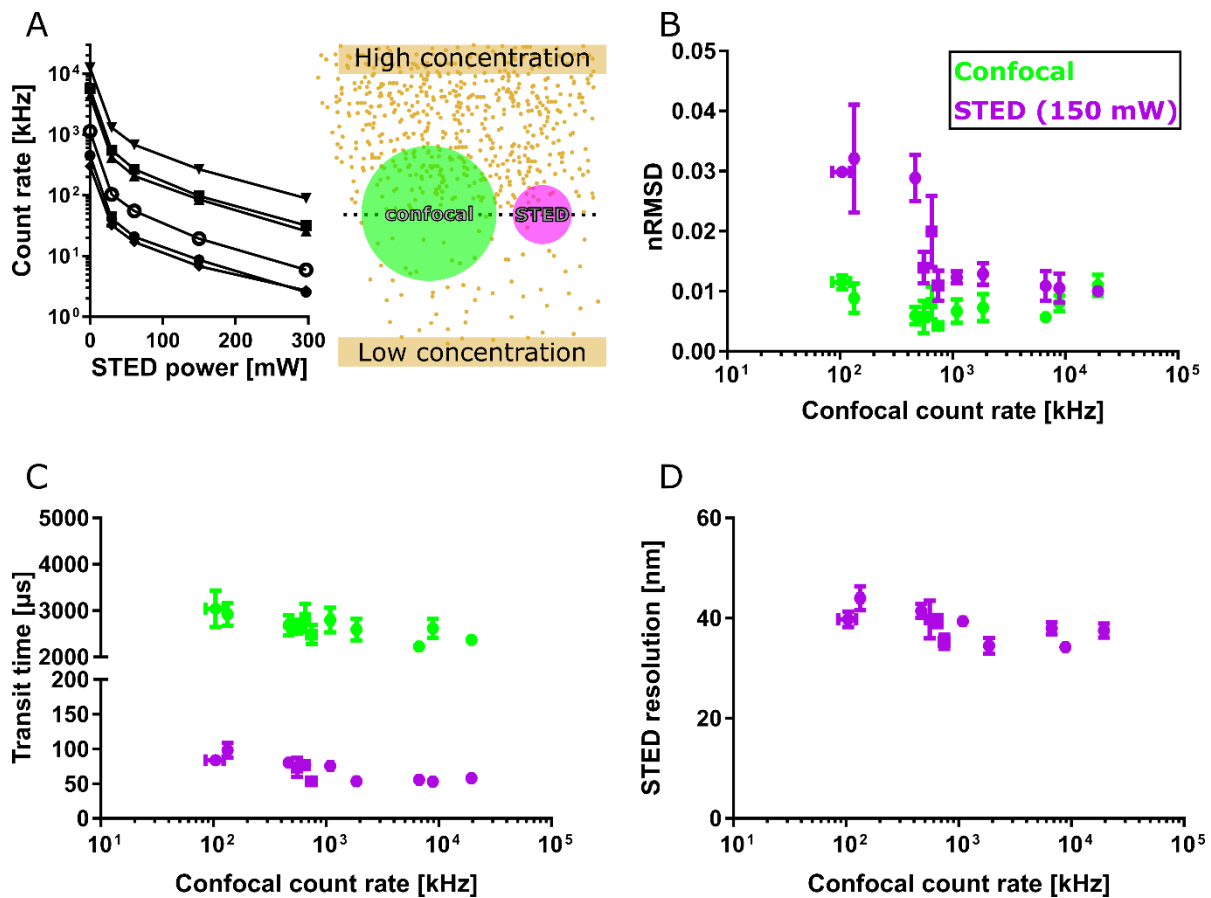 A
Count rate [kHz]
10⁴
10³
10²
10¹
10⁰
0 100 200 300
STED power [mW]
High concentration
confocal
STED
Low concentration
B
nRMSD
0.05
0.04
0.03
0.02
0.01
0.00
10¹ 10² 10³ 10⁴ 10⁵
Confocal count rate [kHz]
Confocal
STED (150 mW)
C
Transit time [µs]
5000
4000
3000
2000
200
150
100
50
0
10¹ 10² 10³ 10⁴ 10⁵
Confocal count rate [kHz]
D
STED resolution [nm]
60
40
20
0
10¹ 10² 10³ 10⁴ 10⁵
Confocal count rate [kHz]